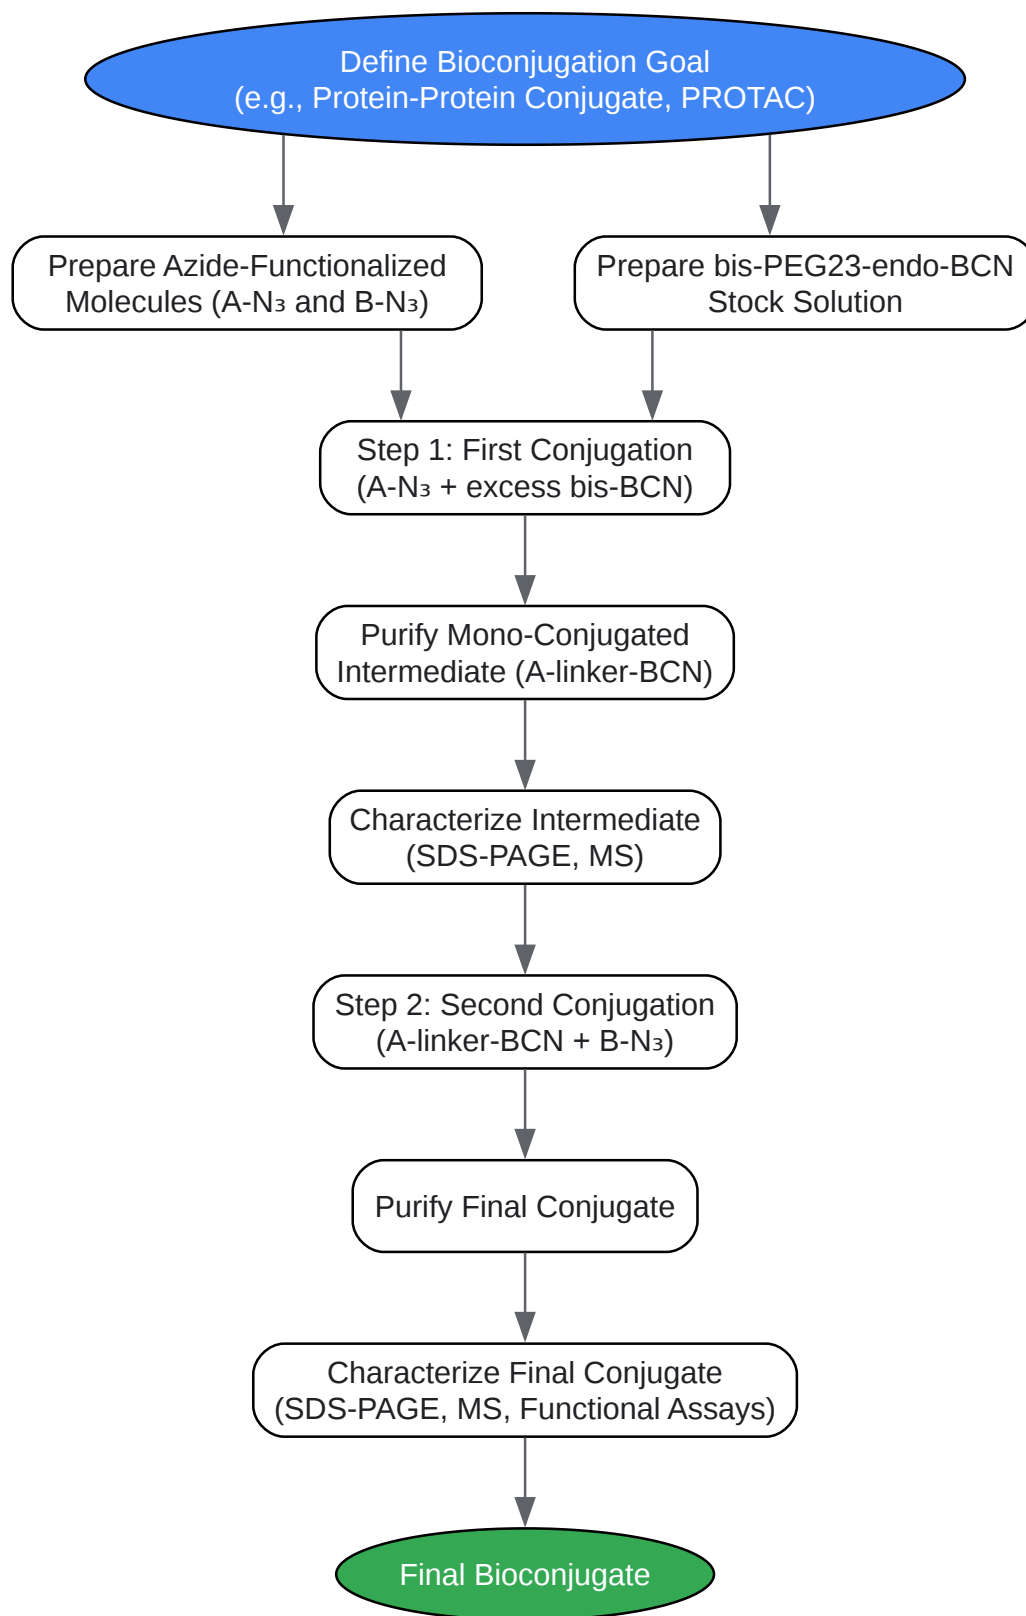 Define Bioconjugation Goal
(e.g., Protein-Protein Conjugate, PROTAC)
Prepare Azide-Functionalized
Molecules (A-N₃ and B-N₃)
Prepare bis-PEG23-endo-BCN
Stock Solution
Step 1: First Conjugation
(A-N₃ + excess bis-BCN)
Purify Mono-Conjugated
Intermediate (A-linker-BCN)
Characterize Intermediate
(SDS-PAGE, MS)
Step 2: Second Conjugation
(A-linker-BCN + B-N₃)
Purify Final Conjugate
Characterize Final Conjugate
(SDS-PAGE, MS, Functional Assays)
Final Bioconjugate